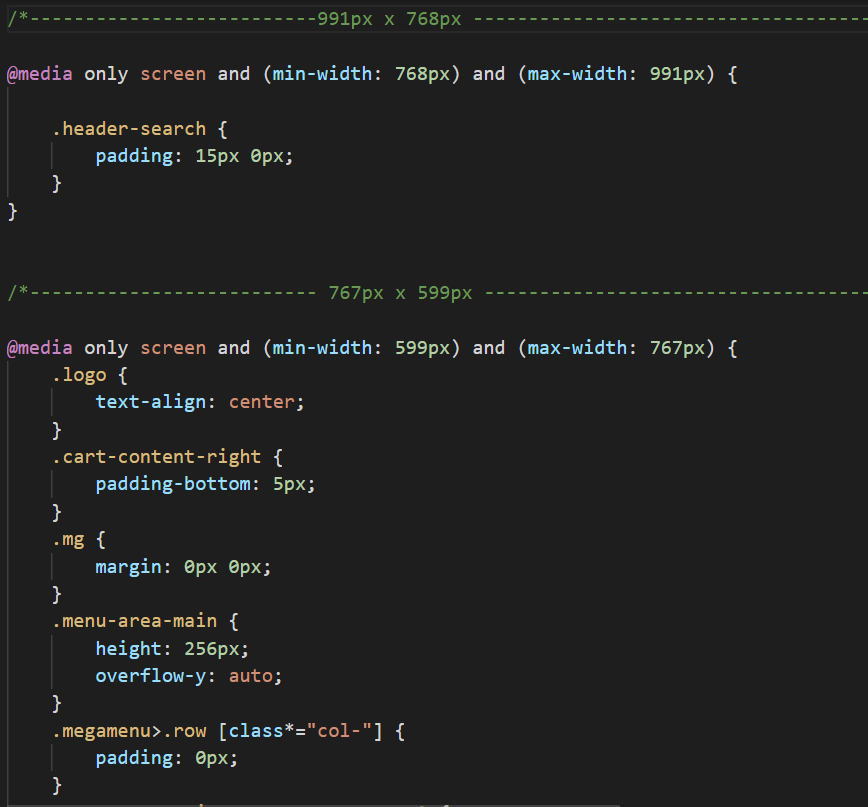 /*--------------------------991px x 768px ------------------------------------
@media only screen and (min-width: 768px) and (max-width: 991px) {
.header-search {
padding: 15px 0px;
}
}
/*-------------------------- 767px x 599px -----------------------------------
@media only screen and (min-width: 599px) and (max-width: 767px) {
.logo {
text-align: center;
}
.cart-content-right {
padding-bottom: 5px;
}
.mg {
margin: 0px 0px;
}
.menu-area-main {
height: 256px;
overflow-y: auto;
}
.megamenu>.row [class*="col-"] {
padding: 0px;
}